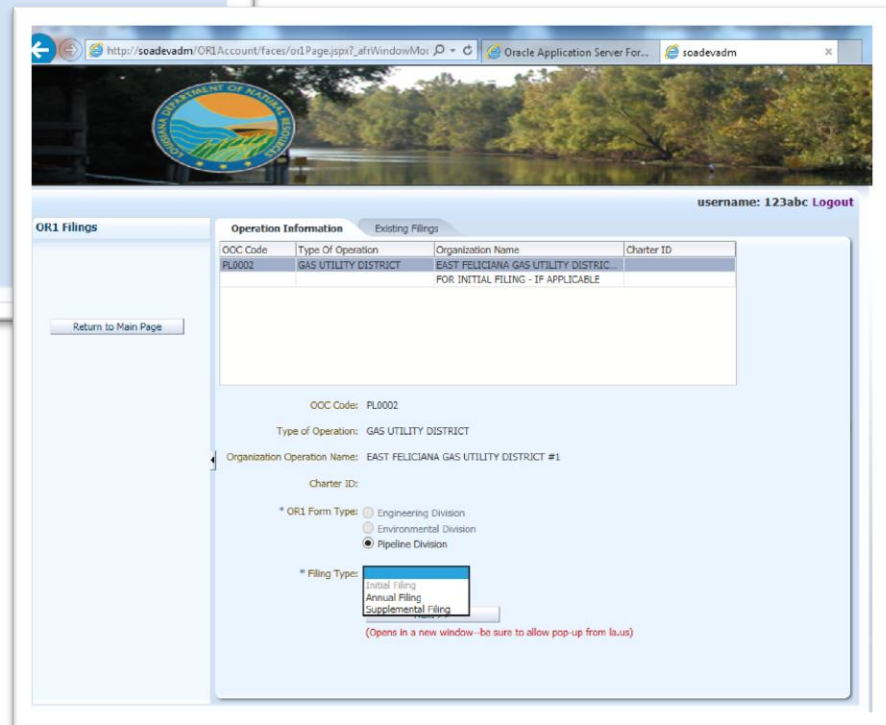 http://soadevadm/OR1Account/faces/or1Page.jspx?_afrWindowMo
Oracle Application Server For...
soadevadm
LOUISIANA DEPARTMENT OF NATURAL RESOURCES
username: 123abc Logout
OR1 Filings
Operation Information
Existing Filings
OOC Code Type Of Operation Organization Name Charter ID
PL0002 GAS UTILITY DISTRICT EAST FELICIANA GAS UTILITY DISTRIC...
FOR INITIAL FILING - IF APPLICABLE
Return to Main Page
OOC Code: PL0002
Type of Operation: GAS UTILITY DISTRICT
Organization Operation Name: EAST FELICIANA GAS UTILITY DISTRICT #1
Charter ID:
* OR1 Form Type: Engineering Division
Environmental Division
Pipeline Division
* Filing Type:
Initial Filing
Annual Filing
Supplemental Filing
(Opens in a new window--be sure to allow pop-up from la.us)